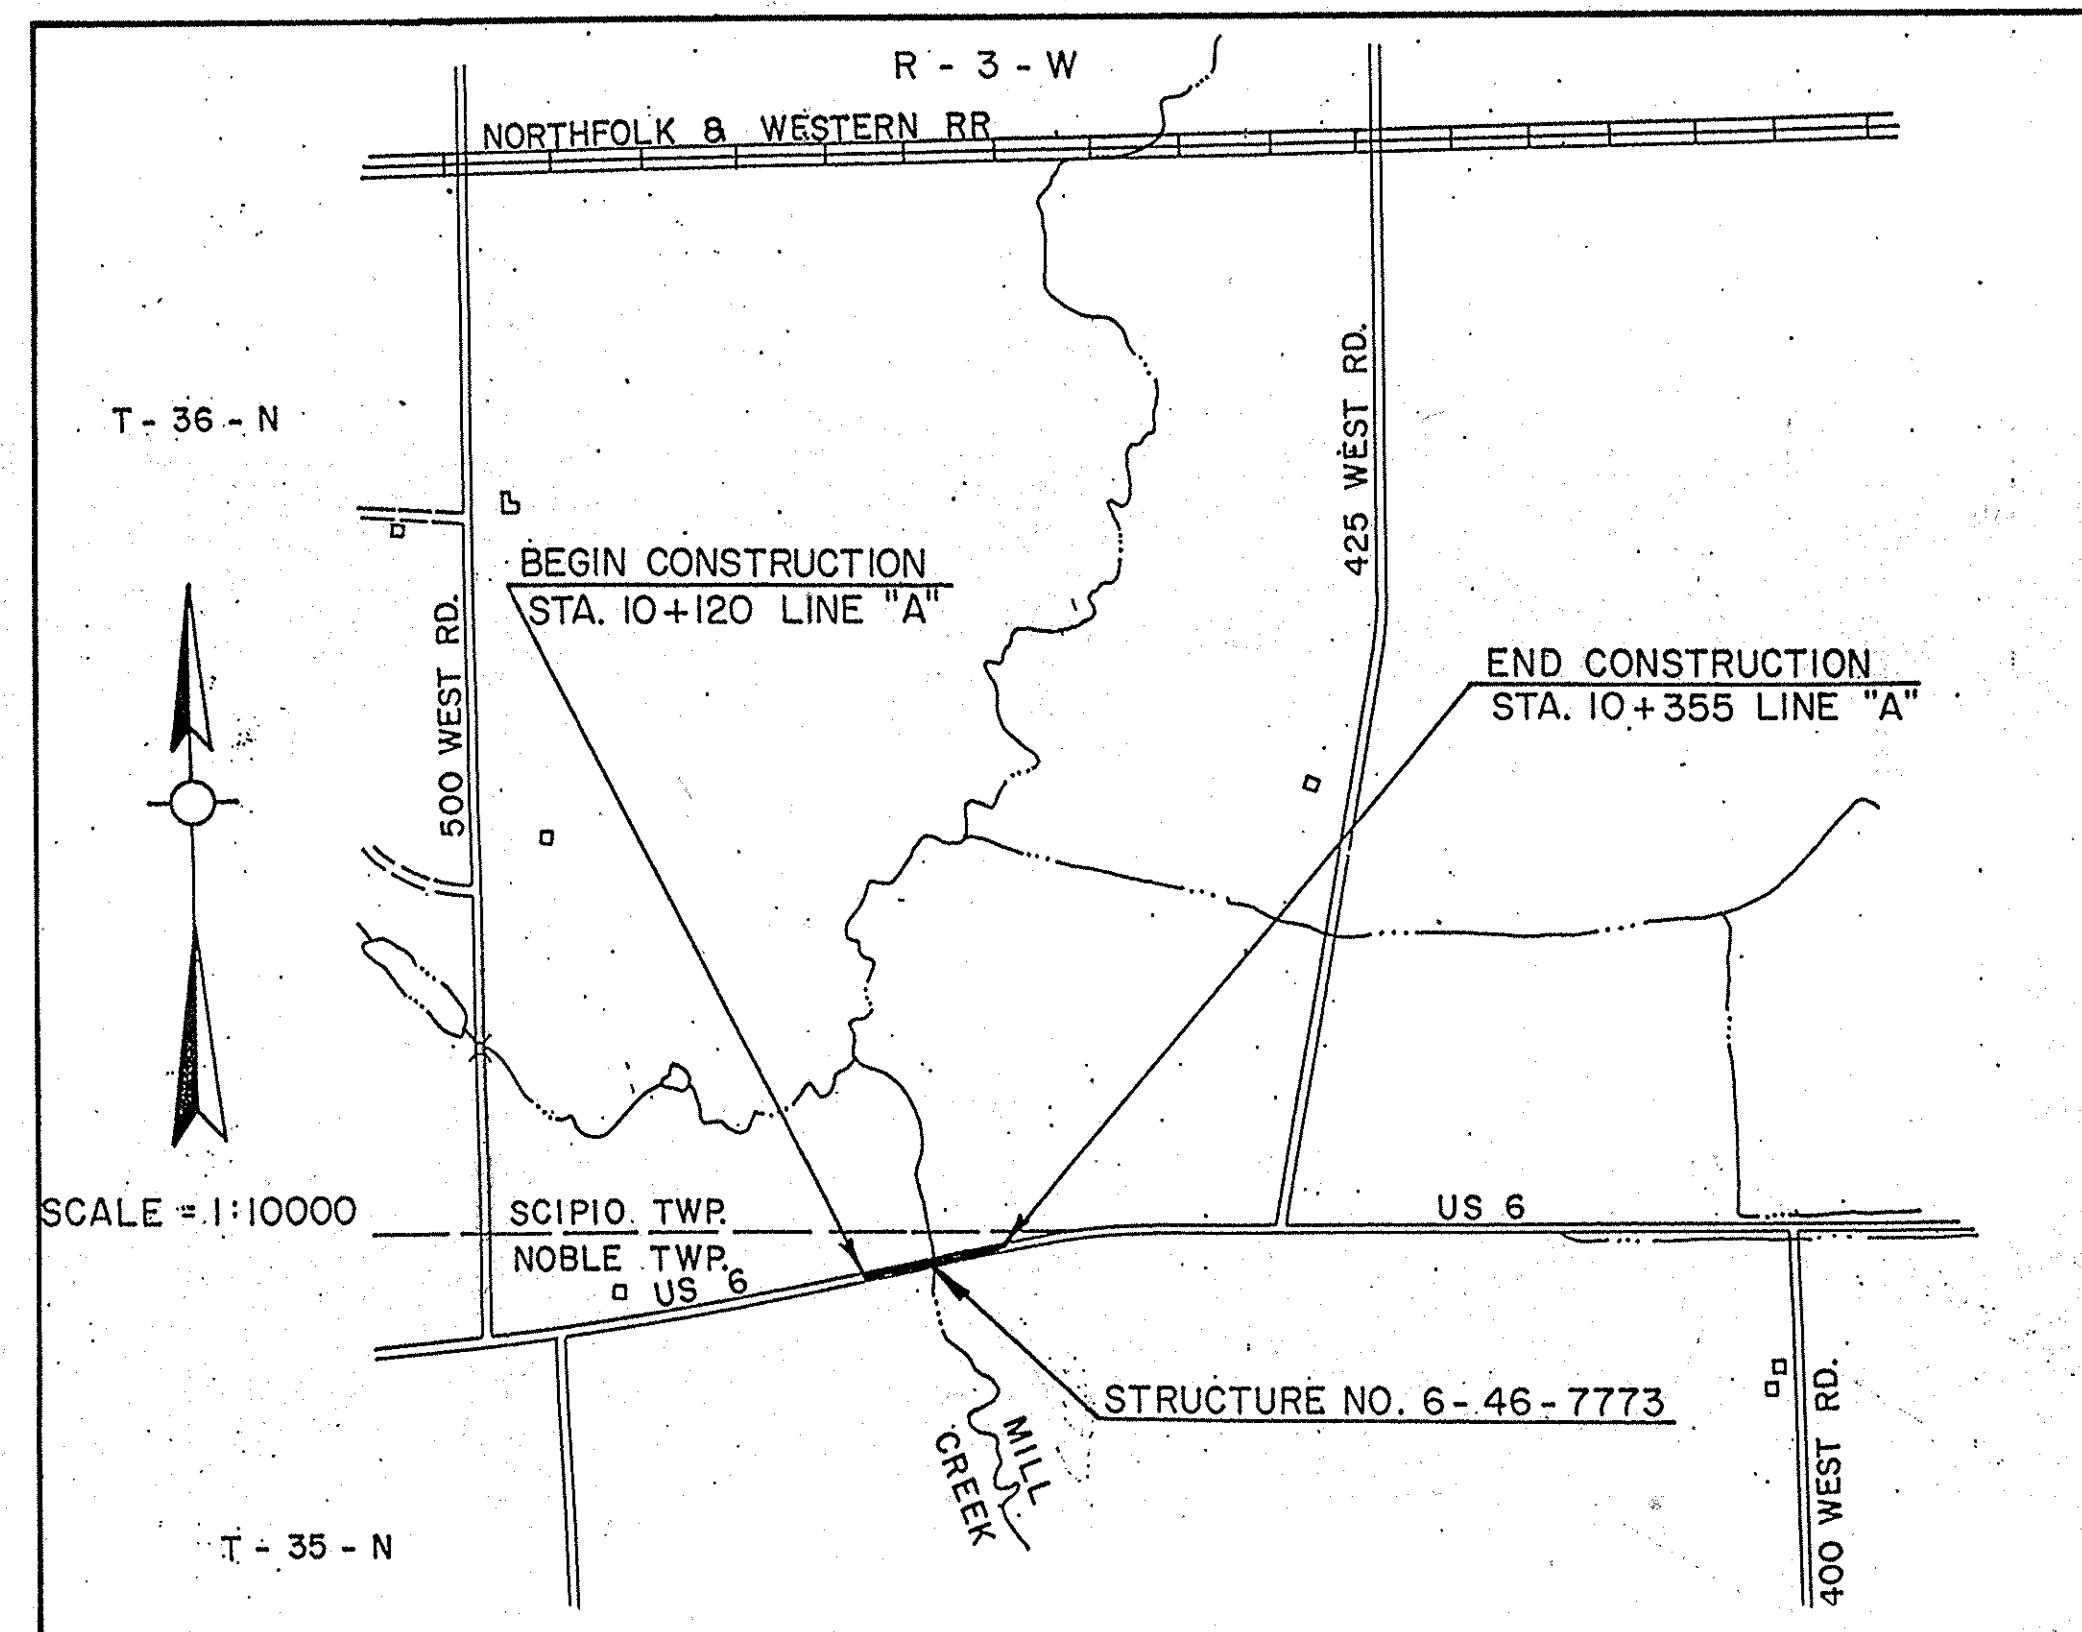 R - 3 - W
NORTHFOLK & WESTERN RR
T - 36 - N
425 WEST RD.
BEGIN CONSTRUCTION
STA. 10+120 LINE "A"
500 WEST RD.
END CONSTRUCTION
STA. 10+355 LINE "A"
SCALE = 1:10000
SCIPIO TWP.
US 6
NOBLE TWP.
US 6
STRUCTURE NO. 6-46-7773
MILL
CREEK
400 WEST RD.
T - 35 - N